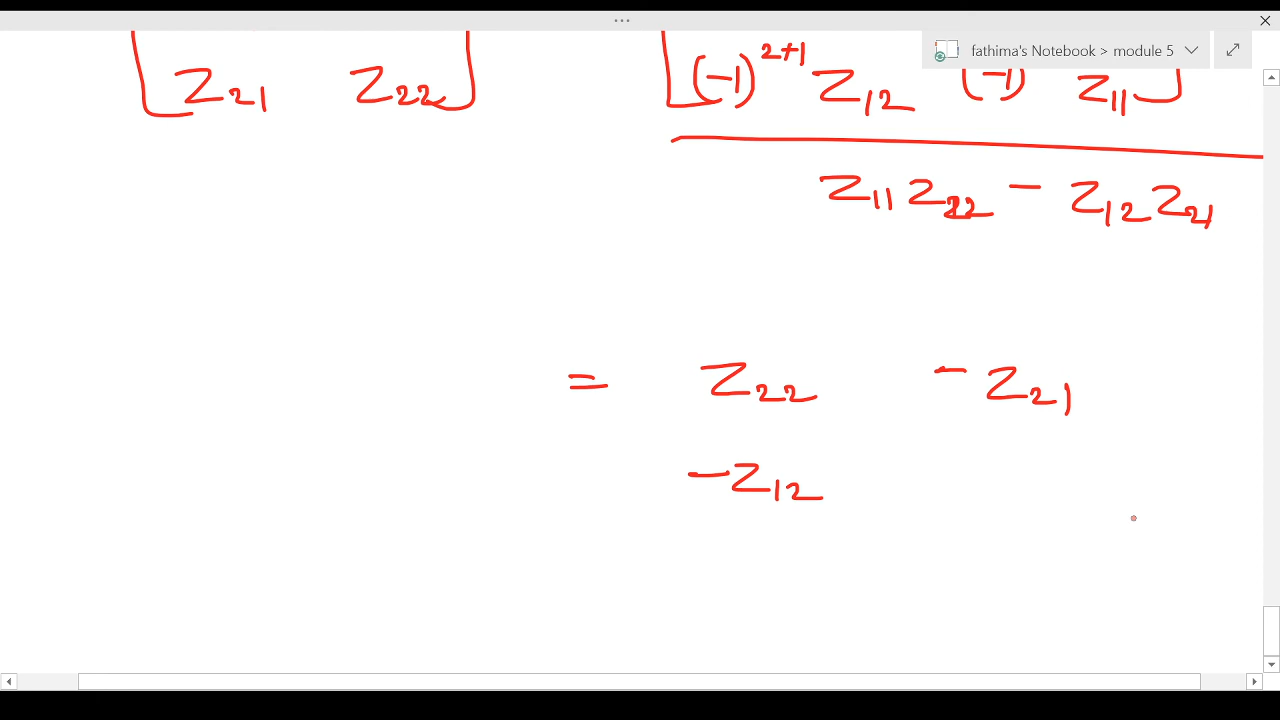 fathima's Notebook > module 5
Z21 Z22 (-1)^2+1 Z12 (-1) Z11
Z11 Z22 - Z12 Z21
= Z22 - Z21
-Z12